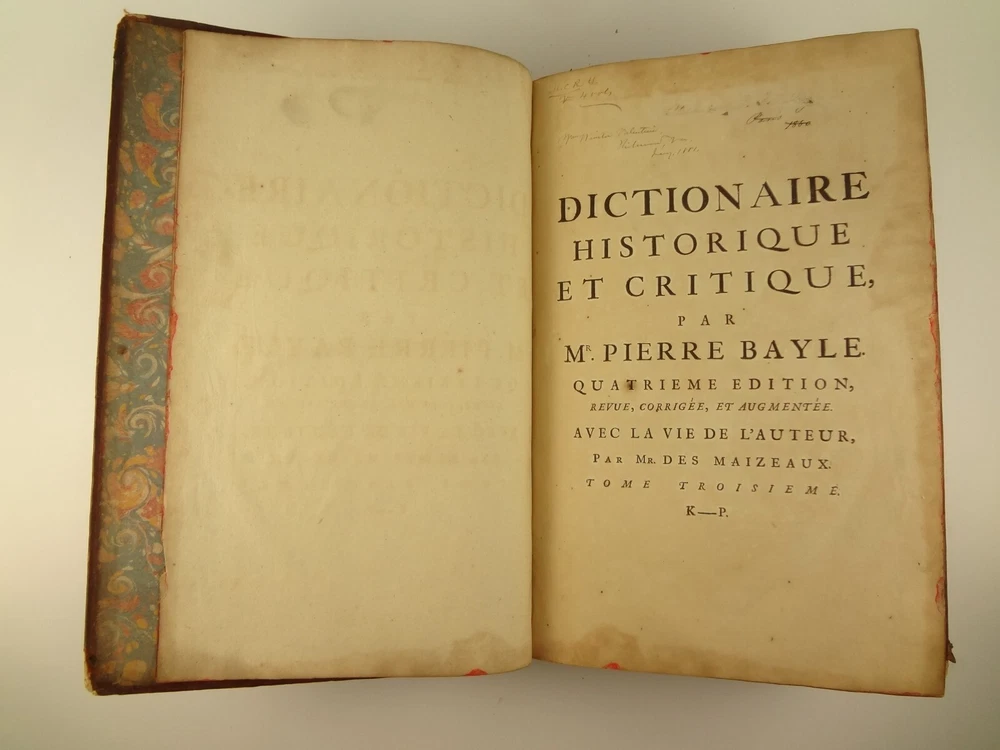 DICTIONAIRE
HISTORIQUE
ET CRITIQUE,
PAR
MR. PIERRE BAYLE.
QUATRIEME EDITION,
REVUE, CORRIGÉE, ET AUGMENTÉE.
AVEC LA VIE DE L'AUTEUR,
PAR MR. DES MAIZEAUX.
TOME TROISIEME.
K—P.